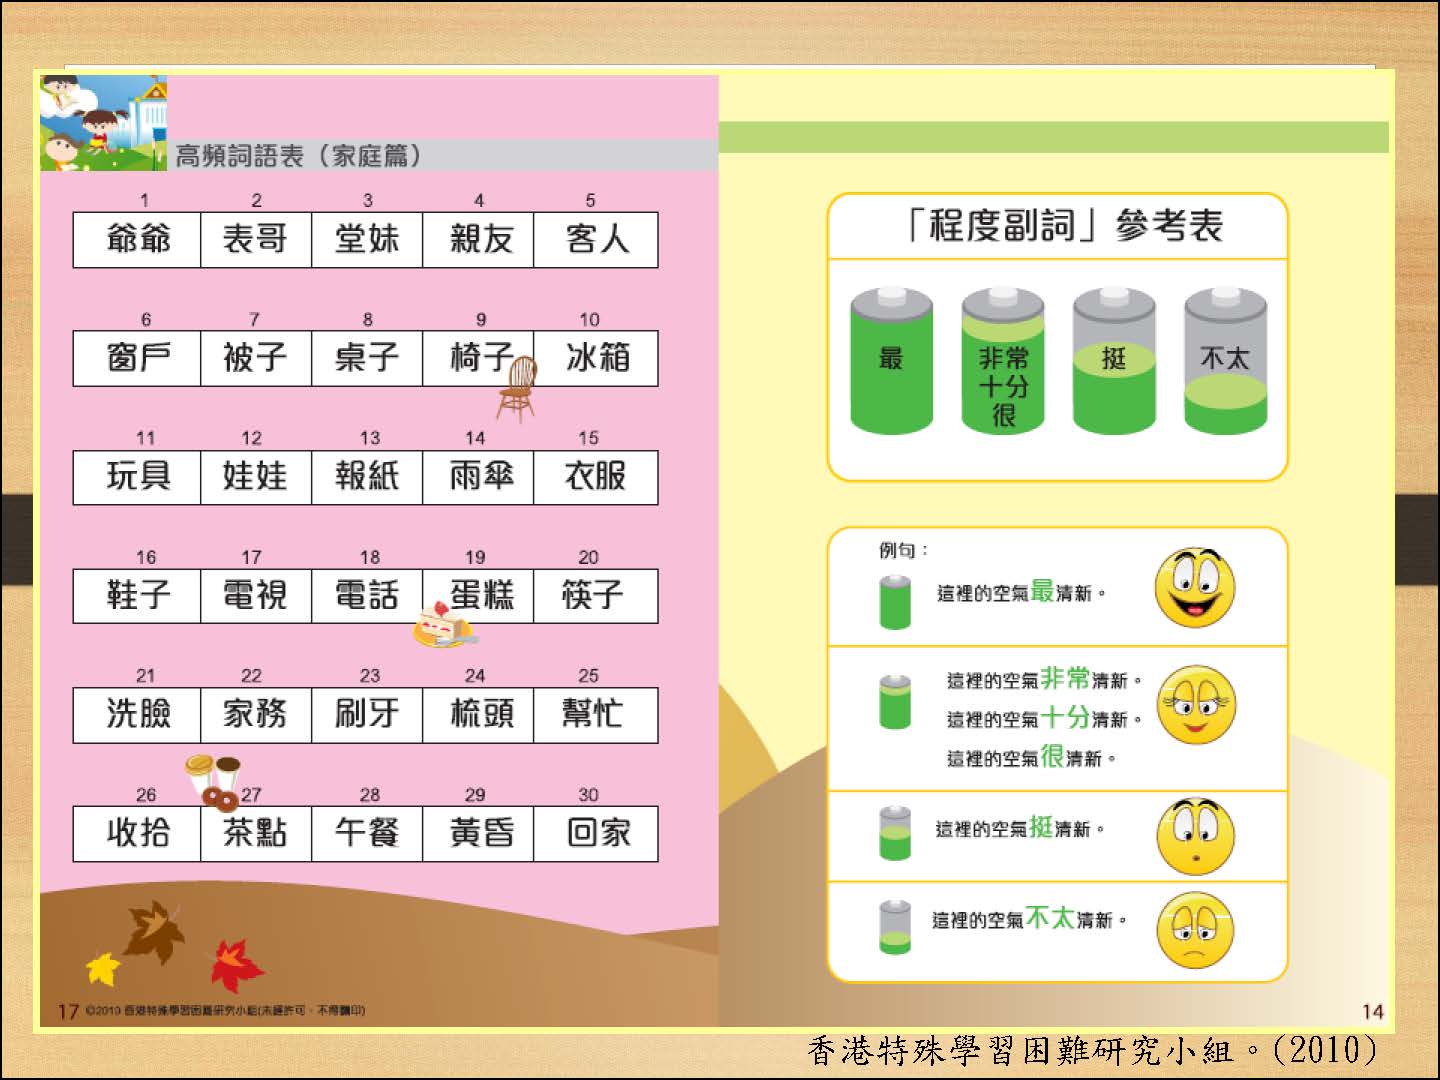 高頻詞語表（家庭篇）
1 2 3 4 5
爺爺 表哥 堂妹 親友 客人
6 7 8 9 10
窗戶 被子 桌子 椅子 冰箱
11 12 13 14 15
玩具 娃娃 報紙 雨傘 衣服
16 17 18 19 20
鞋子 電視 電話 蛋糕 筷子
21 22 23 24 25
洗臉 家務 刷牙 梳頭 幫忙
26 27 28 29 30
收拾 茶點 午餐 黃昏 回家
17 ©2010 香港特殊學習困難研究小組(未經許可，不得翻印)
「程度副詞」參考表
最 非常 挺 不太
十分
很
例句：
這裡的空氣最清新。
這裡的空氣非常清新。
這裡的空氣十分清新。
這裡的空氣很清新。
這裡的空氣挺清新。
這裡的空氣不太清新。
14
香港特殊學習困難研究小組。(2010)